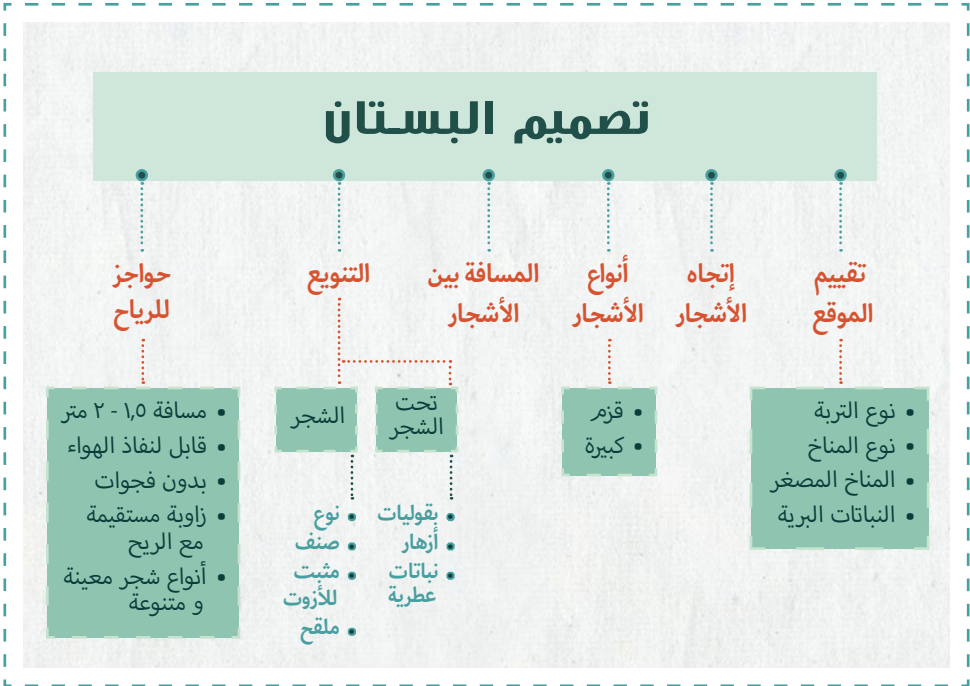 تصميم البستان
تقييم
الموقع
إتجاه
الأشجار
أنواع
الأشجار
المسافة بين
الأشجار
التنويع
حواجز
للرياح
• نوع التربة
• نوع المناخ
• المناخ المصغر
• النباتات البرية
• قزم
• كبيرة
تحت
الشجر
• بقوليات
• أزهار
• نباتات
عطرية
الشجر
• نوع
• صنف
• مثبت
للأزوت
• ملقح
• مسافة ١,٥ - ٢ متر
• قابل لنفاذ الهواء
• بدون فجوات
• زاوية مستقيمة
مع الريح
• أنواع شجر معينة
و متنوعة